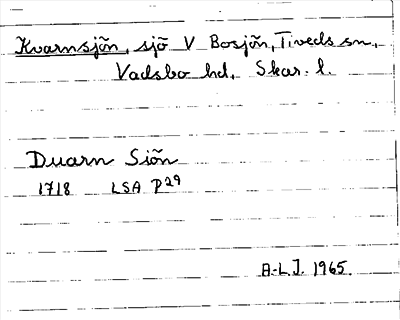 Kvarnsjön, sjö V Bosjön, Tiveds sn,
Vadsbo hd, Skar. l.
Duarn Siön
1718 LSA P29
A-L.J. 1965.